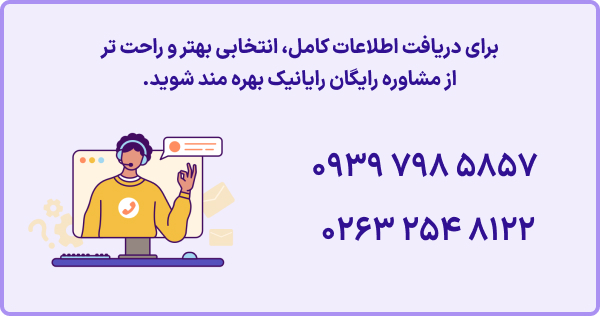 برای دریافت اطلاعات کامل، انتخابی بهتر و راحت تر
از مشاوره رایگان رایانیک بهره مند شوید.
۰۹۳۹ ۷۹۸ ۵۸۵۷
۰۲۶۳ ۲۵۴ ۸۱۲۲